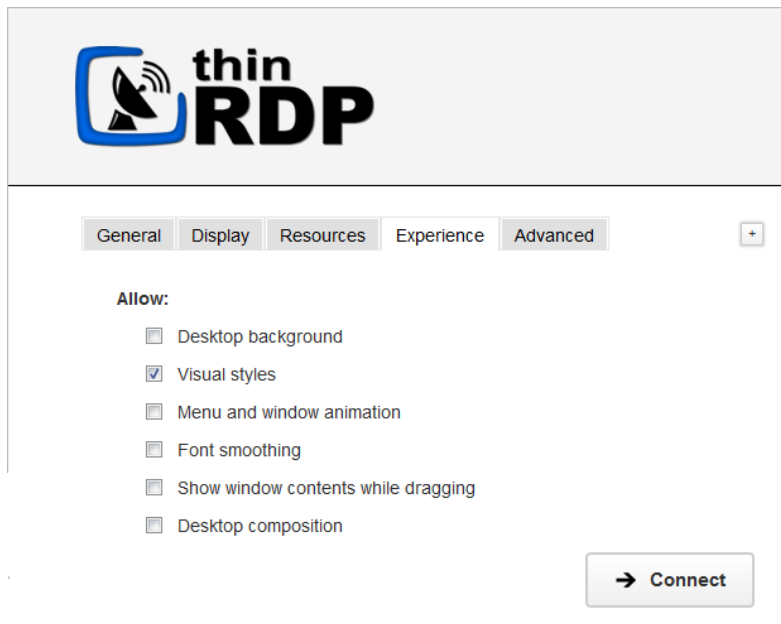 thin
RDP
General Display Resources Experience Advanced +
Allow:
Desktop background
Visual styles
Menu and window animation
Font smoothing
Show window contents while dragging
Desktop composition
Connect